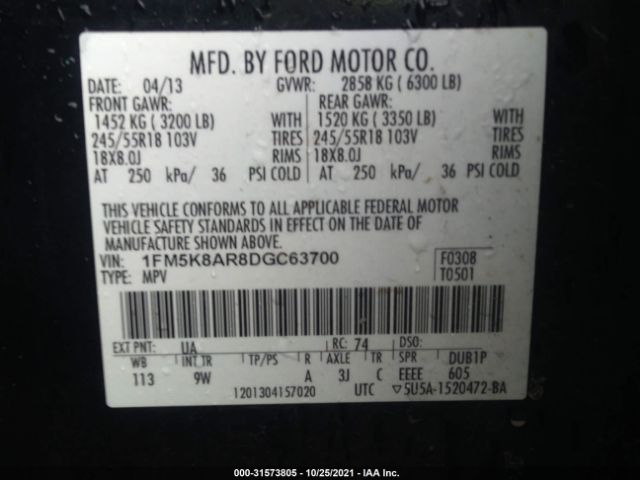 MFD. BY FORD MOTOR CO.
DATE: 04/13 GVWR: 2858 KG ( 6300 LB)
FRONT GAWR: REAR GAWR:
1452 KG ( 3200 LB) WITH 1520 KG ( 3350 LB) WITH
245/55R18 103V TIRES 245/55R18 103V TIRES
18X8.0J RIMS 18X8.0J RIMS
AT 250 kPa/ 36 PSI COLD AT 250 kPa/ 36 PSI COLD
THIS VEHICLE CONFORMS TO ALL APPLICABLE FEDERAL MOTOR
VEHICLE SAFETY STANDARDS IN EFFECT ON THE DATE OF
MANUFACTURE SHOWN ABOVE.
VIN: 1FM5K8AR8DGC63700 F0308
TYPE: MPV T0501
EXT PNT: UA RC: 74 DSO:
WB INT TR TP/PS R AXLE TR SPR DUB1P
113 9W A 3J C EEEE 605
1201304157020 UTC 5U5A-1520472-BA
000-31573805 - 10/25/2021 - IAA Inc.